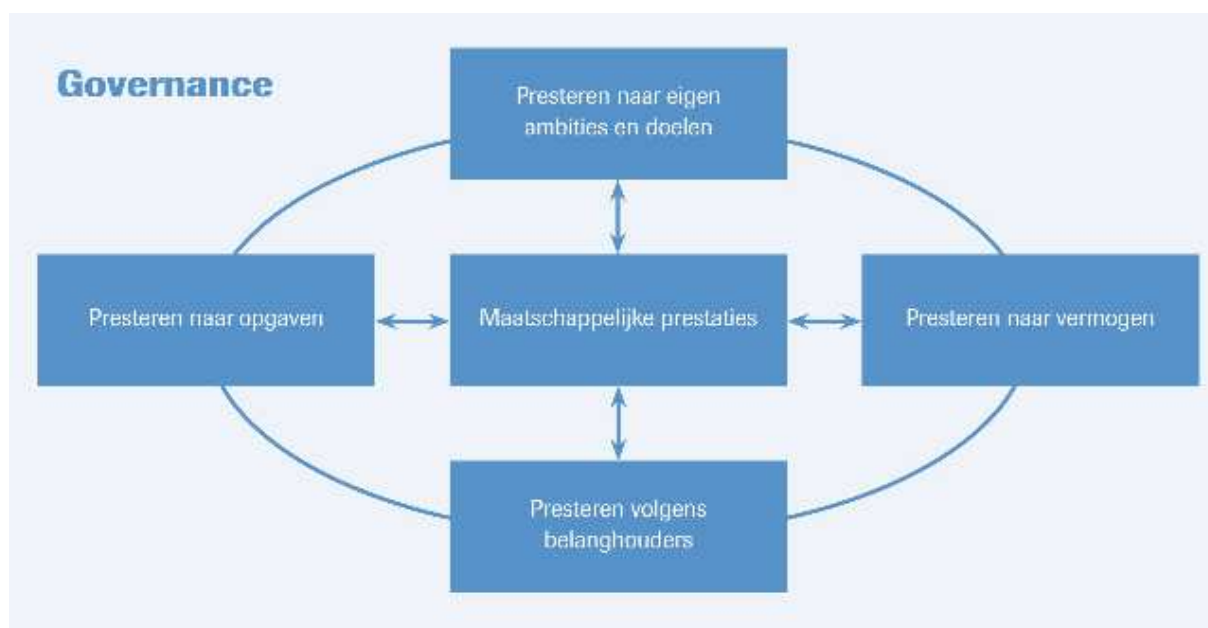 Governance
Presteren naar eigen
ambities en doelen
Presteren naar opgaven
Maatschappelijke prestaties
Presteren naar vermogen
Presteren volgens
belanghouders